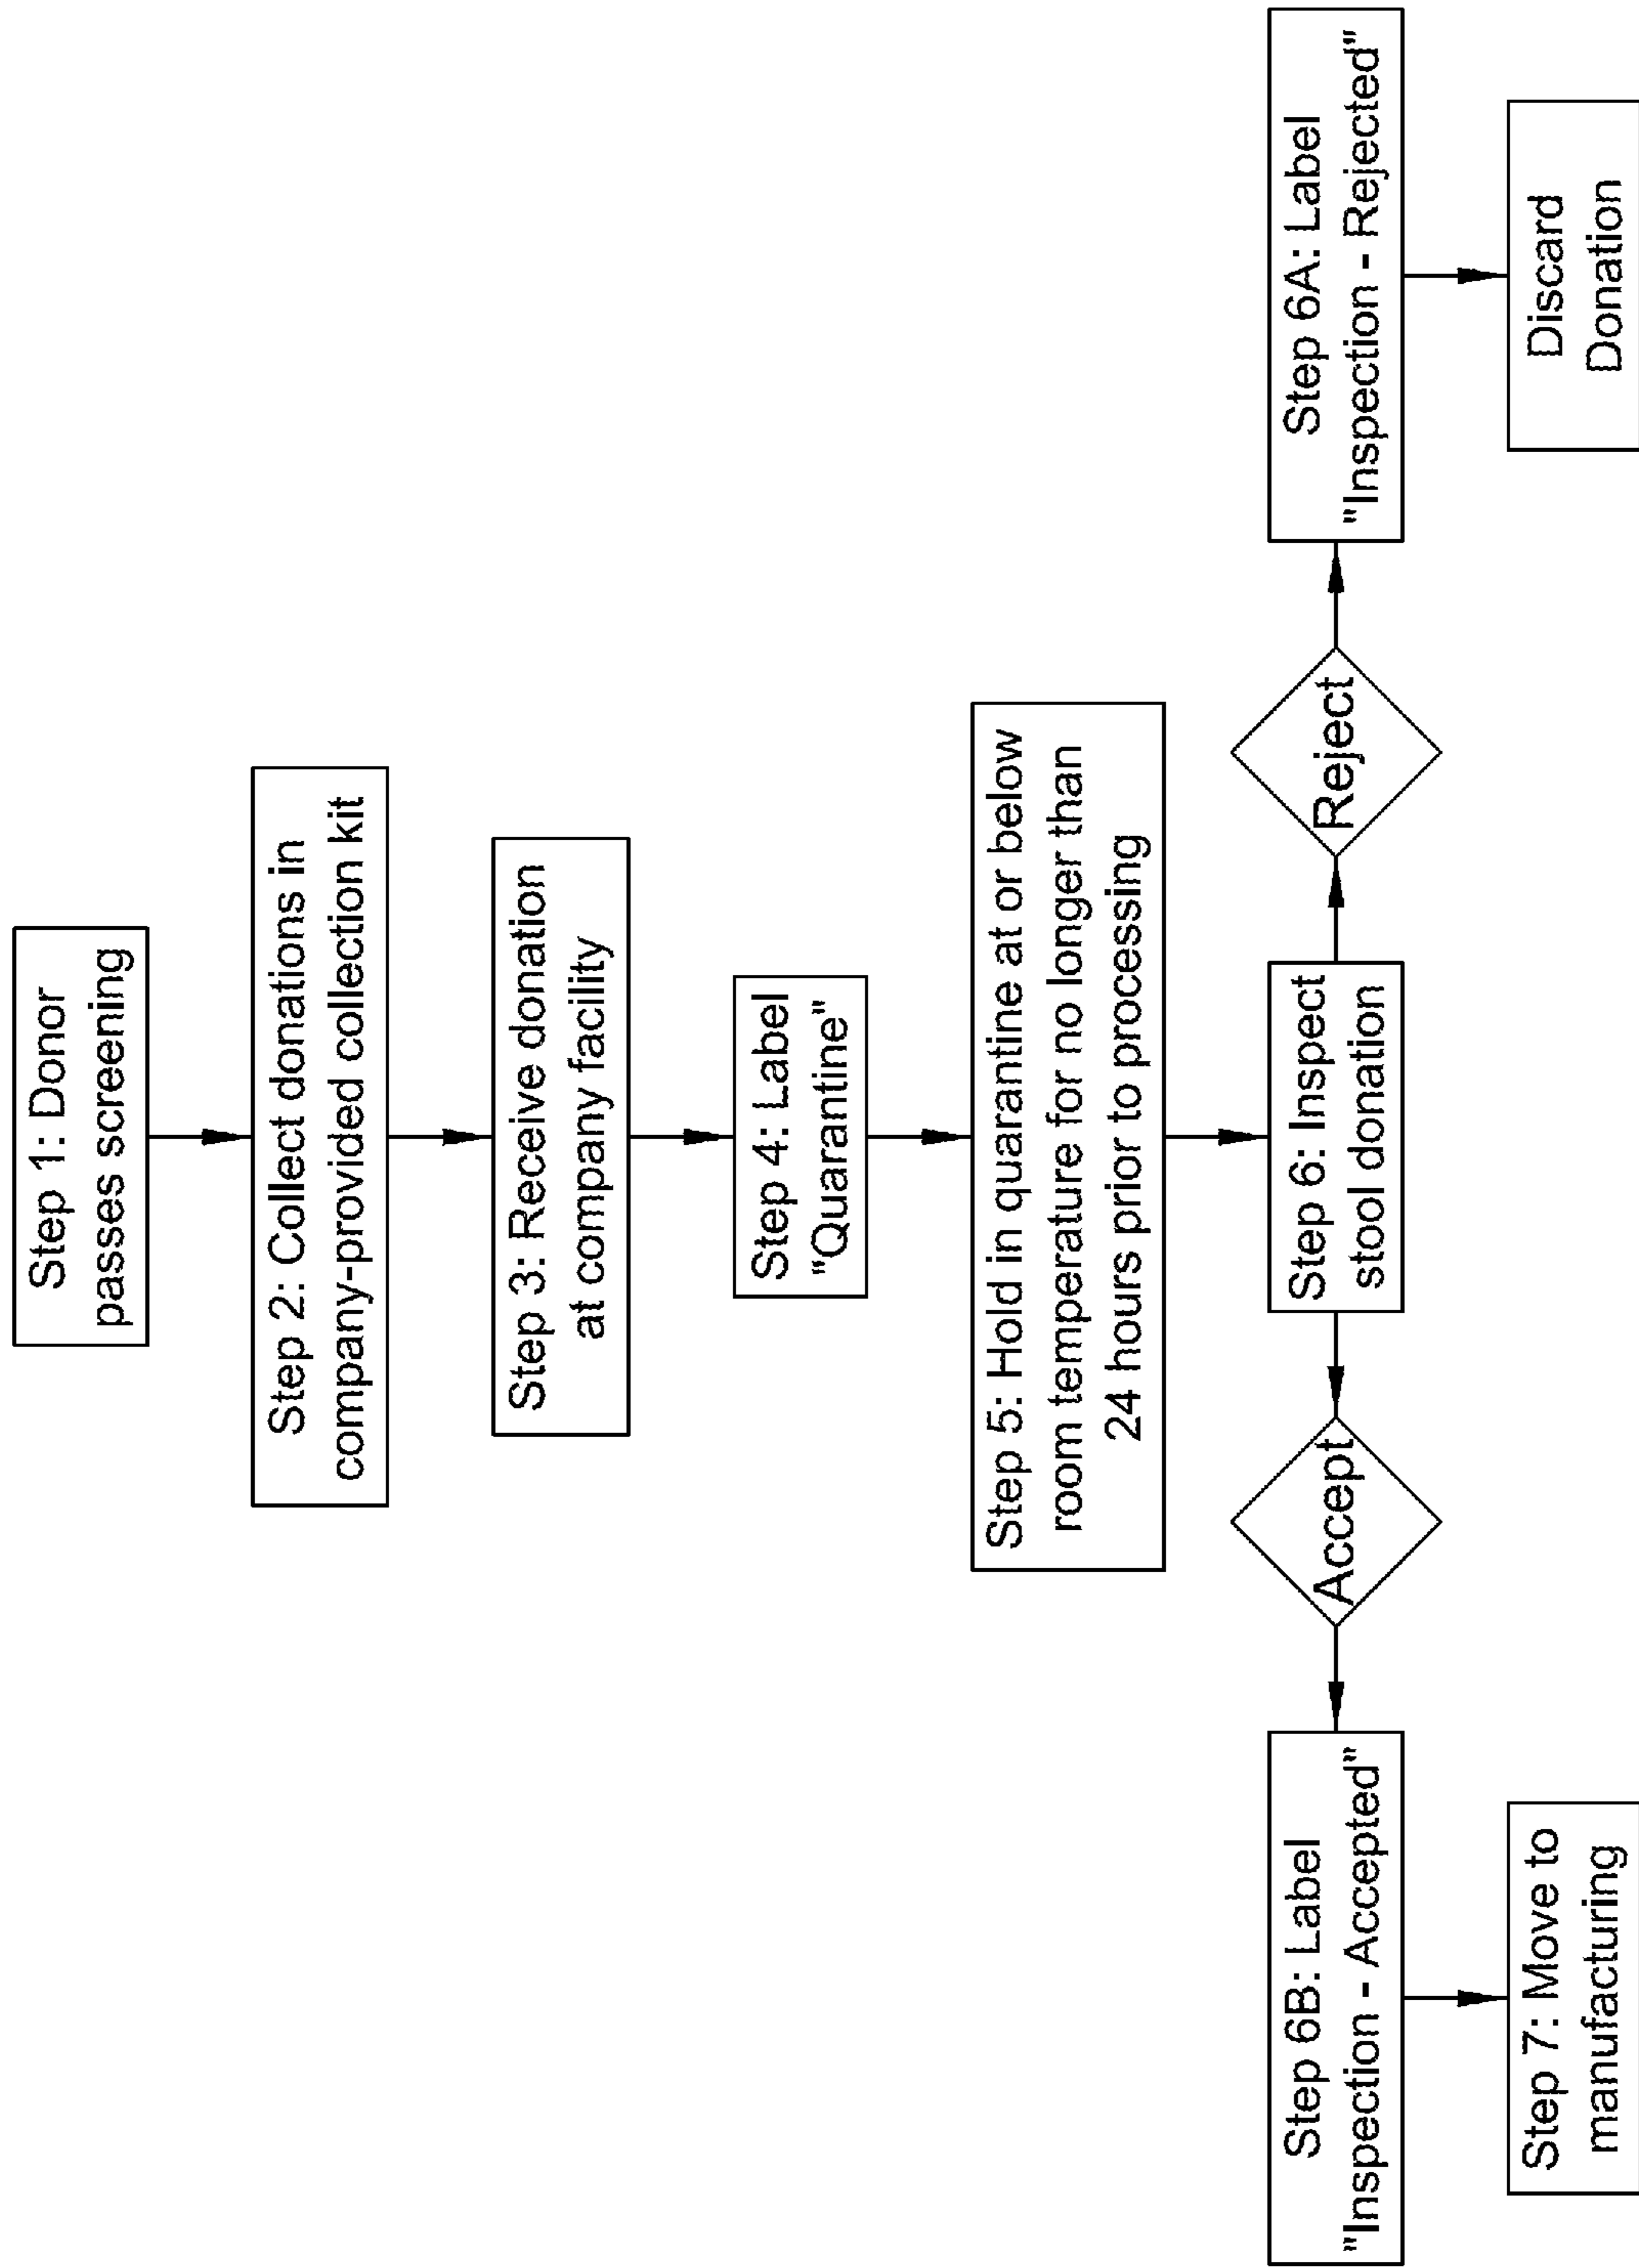 Step 1: Donor
passes screening
Step 2: Collect donations in
company-provided collection kit
Step 3: Receive donation
at company facility
Step 4: Label
"Quarantine"
Step 5: Hold in quarantine at or below
room temperature for no longer than
24 hours prior to processing
Step 6: Inspect
stool donation
Accept
Reject
Step 6B: Label
"Inspection - Accepted"
Step 6A: Label
"Inspection - Rejected"
Step 7: Move to
manufacturing
Discard
Donation